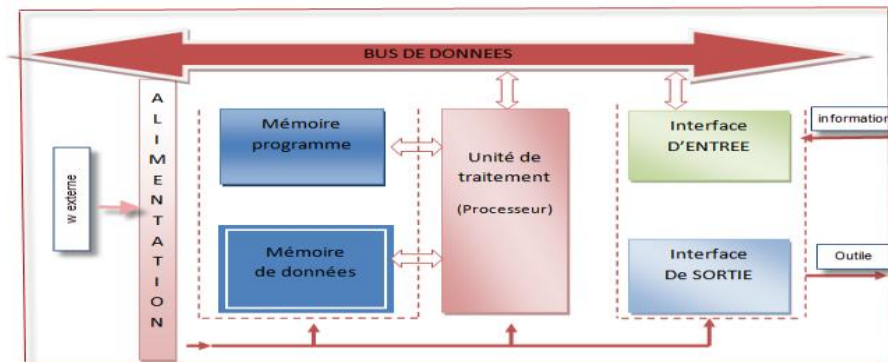 BUS DE DONNEES
ALIMENTATION
w externe
Mémoire
programme
Mémoire
de données
Unité de
traitement
(Processeur)
Interface
D'ENTREE
Interface
De SORTIE
information
Outile